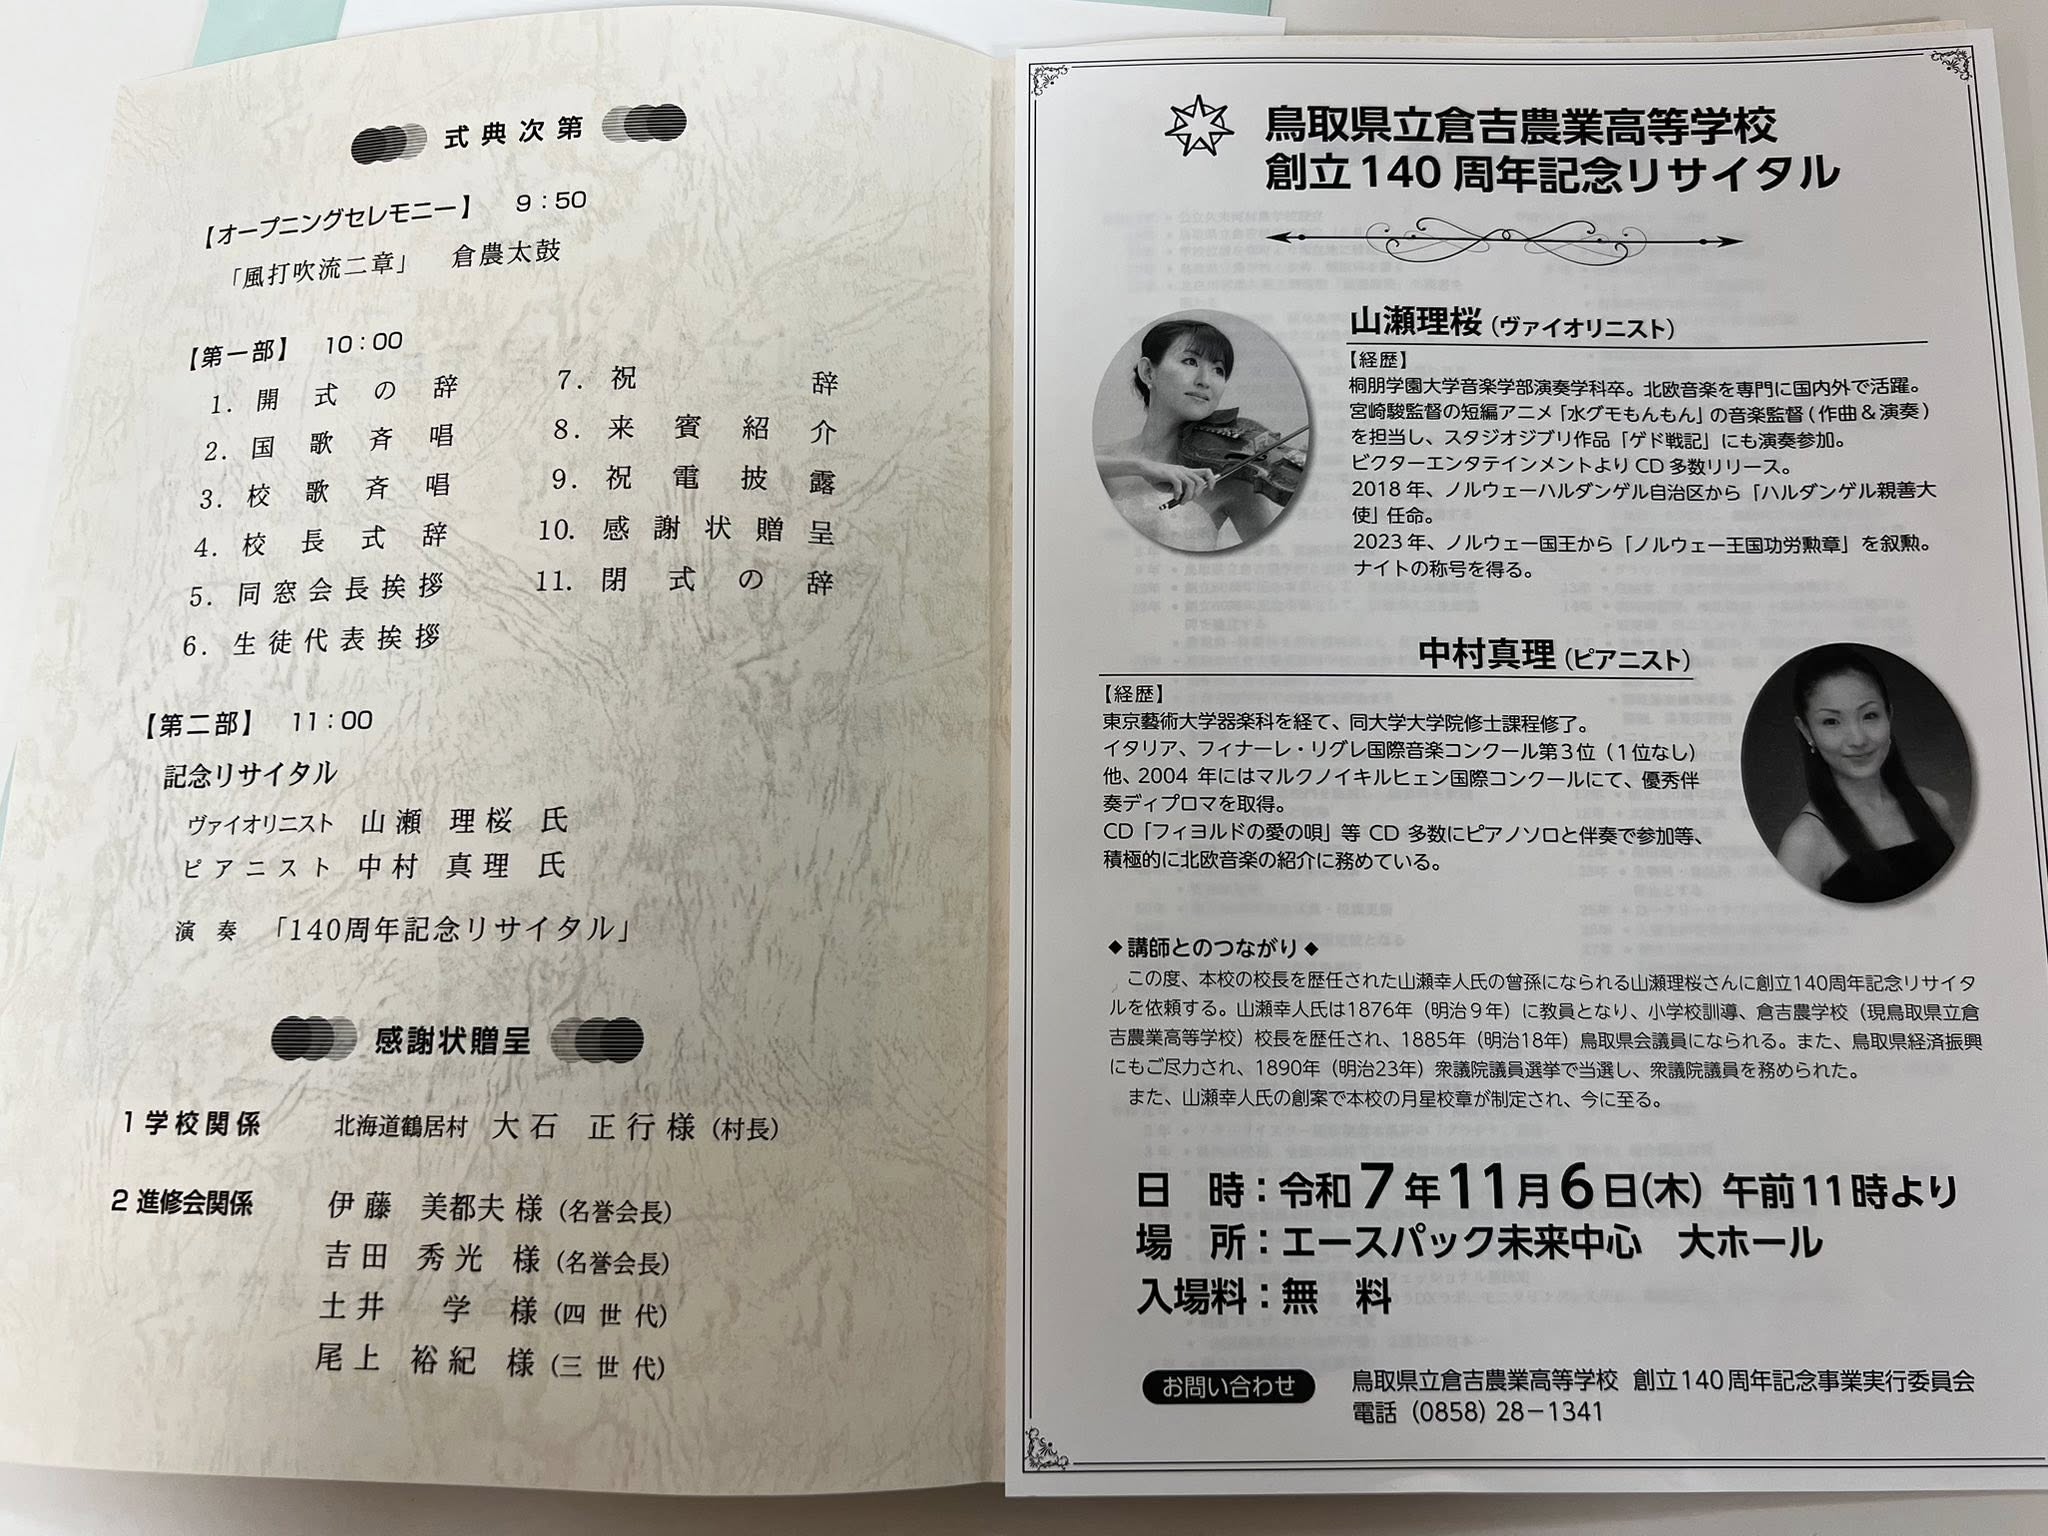 式典次第
【オープニングセレモニー】 9：50
「風打吹流二章」 倉農太鼓
【第一部】 10：00
1. 開式の辞
2. 国歌斉唱
3. 校歌斉唱
4. 校長式辞
5. 同窓会長挨拶
6. 生徒代表挨拶
7. 祝辞
8. 来賓紹介
9. 祝電披露
10. 感謝状贈呈
11. 閉式の辞
【第二部】 11：00
記念リサイタル
ヴァイオリニスト 山瀬 理桜 氏
ピアニスト 中村 真理 氏
演奏 「140周年記念リサイタル」
感謝状贈呈
1 学校関係 北海道鶴居村 大石 正行 様 (村長)
2 進修会関係 伊藤 美都夫 様 (名誉会長)
吉田 秀光 様 (名誉会長)
土井 学 様 (四世代)
尾上 裕紀 様 (三世代)
鳥取県立倉吉農業高等学校
創立140周年記念リサイタル
山瀬理桜（ヴァイオリニスト）
【経歴】
桐朋学園大学音楽学部演奏学科卒。北欧音楽を専門に国内外で活躍。
宮崎駿監督の短編アニメ「水グモもんもん」の音楽監督（作曲＆演奏）
を担当し、スタジオジブリ作品「ゲド戦記」にも演奏参加。
ビクターエンタテインメントよりCD多数リリース。
2018年、ノルウェーハルダンゲル自治区から「ハルダンゲル親善大
使」任命。
2023年、ノルウェー国王から「ノルウェー王国功労勲章」を叙勲。
ナイトの称号を得る。
中村真理（ピアニスト）
【経歴】
東京藝術大学器楽科を経て、同大学大学院修士課程修了。
イタリア、フィナーレ・リグレ国際音楽コンクール第3位（1位なし）
他、2004年にはマルクノイキルヒェン国際コンクールにて、優秀伴
奏ディプロマを取得。
CD「フィヨルドの愛の唄」等CD多数にピアノソロと伴奏で参加等、
積極的に北欧音楽の紹介に務めている。
◆講師とのつながり◆
この度、本校の校長を歴任された山瀬幸人氏の曾孫になられる山瀬理桜さんに創立140周年記念リサイタ
ルを依頼する。山瀬幸人氏は1876年（明治9年）に教員となり、小学校訓導、倉吉農学校（現鳥取県立倉
吉農業高等学校）校長を歴任され、1885年（明治18年）鳥取県会議員になられる。また、鳥取県経済振興
にもご尽力され、1890年（明治23年）衆議院議員選挙で当選し、衆議院議員を務められた。
また、山瀬幸人氏の創案で本校の月星校章が制定され、今に至る。
日 時：令和7年11月6日(木) 午前11時より
場 所：エースパック未来中心 大ホール
入場料：無 料
お問い合わせ 鳥取県立倉吉農業高等学校 創立140周年記念事業実行委員会
電話（0858）28－1341